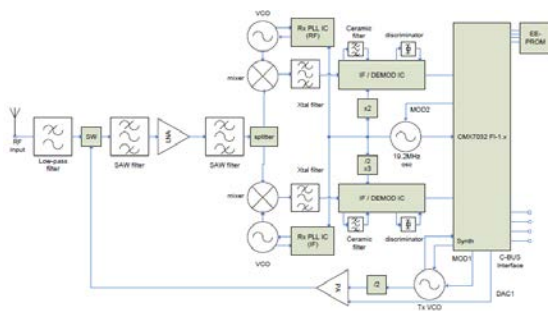 VCO
Rx PLL IC
(RF)
Ceramic
filter
discriminator
EE-
PROM
mixer
Xtal filter
IF / DEMOD IC
x2
MOD2
CMX7032 FI-1.x
RF
input
Low-pass
filter
SW
SAW filter
LNA
SAW filter
splitter
19.2MHz
osc
/2
x3
Xtal filter
mixer
IF / DEMOD IC
Rx PLL IC
(IF)
VCO
Ceramic
filter
discriminator
Synth
MOD1
C-BUS
Interface
PA
/2
Tx VCO
DAC1